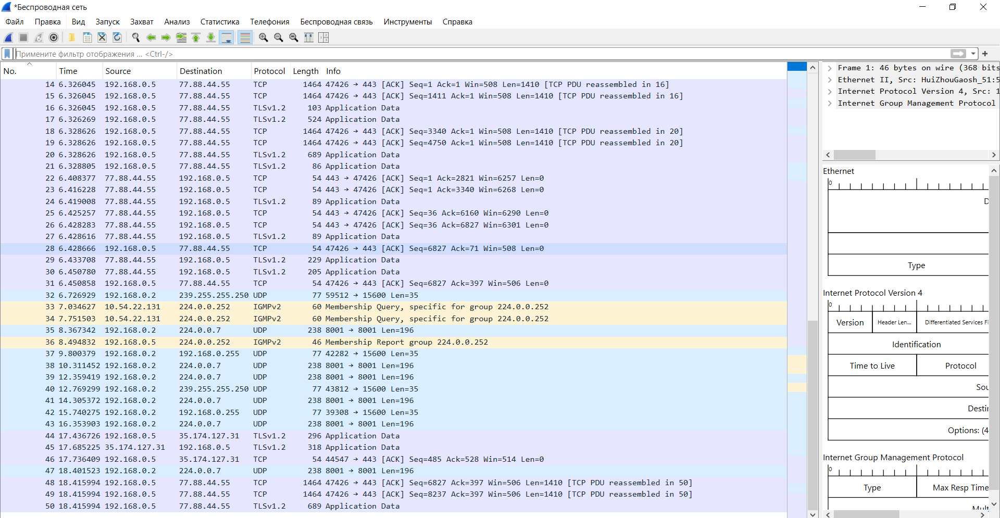 *Беспроводная сеть
Файл Правка Вид Запуск Захват Анализ Статистика Телефония Беспроводная связь Инструменты Справка
Примените фильтр отображения ... <Ctrl-/>
No. Time Source Destination Protocol Length Info
14 6.326045 192.168.0.5 77.88.44.55 TCP 1464 47426 → 443 [ACK] Seq=1 Ack=1 Win=508 Len=1410 [TCP PDU reassembled in 16]
15 6.326045 192.168.0.5 77.88.44.55 TCP 1464 47426 → 443 [ACK] Seq=1411 Ack=1 Win=508 Len=1410 [TCP PDU reassembled in 16]
16 6.326045 192.168.0.5 77.88.44.55 TLSv1.2 103 Application Data
17 6.326269 192.168.0.5 77.88.44.55 TLSv1.2 524 Application Data
18 6.328626 192.168.0.5 77.88.44.55 TCP 1464 47426 → 443 [ACK] Seq=3340 Ack=1 Win=508 Len=1410 [TCP PDU reassembled in 20]
19 6.328626 192.168.0.5 77.88.44.55 TCP 1464 47426 → 443 [ACK] Seq=4750 Ack=1 Win=508 Len=1410 [TCP PDU reassembled in 20]
20 6.328626 192.168.0.5 77.88.44.55 TLSv1.2 689 Application Data
21 6.328805 192.168.0.5 77.88.44.55 TLSv1.2 86 Application Data
22 6.408377 77.88.44.55 192.168.0.5 TCP 54 443 → 47426 [ACK] Seq=1 Ack=2821 Win=6257 Len=0
23 6.416228 77.88.44.55 192.168.0.5 TCP 54 443 → 47426 [ACK] Seq=1 Ack=3340 Win=6268 Len=0
24 6.419008 77.88.44.55 192.168.0.5 TLSv1.2 89 Application Data
25 6.425257 77.88.44.55 192.168.0.5 TCP 54 443 → 47426 [ACK] Seq=36 Ack=6160 Win=6290 Len=0
26 6.428283 77.88.44.55 192.168.0.5 TCP 54 443 → 47426 [ACK] Seq=36 Ack=6827 Win=6301 Len=0
27 6.428616 77.88.44.55 192.168.0.5 TLSv1.2 89 Application Data
28 6.428666 192.168.0.5 77.88.44.55 TCP 54 47426 → 443 [ACK] Seq=6827 Ack=71 Win=508 Len=0
29 6.433708 77.88.44.55 192.168.0.5 TLSv1.2 229 Application Data
30 6.450780 77.88.44.55 192.168.0.5 TLSv1.2 205 Application Data
31 6.450858 192.168.0.5 77.88.44.55 TCP 54 47426 → 443 [ACK] Seq=6827 Ack=397 Win=506 Len=0
32 6.726929 192.168.0.2 239.255.255.250 UDP 77 59512 → 15600 Len=35
33 7.034627 10.54.22.131 224.0.0.252 IGMPv2 60 Membership Query, specific for group 224.0.0.252
34 7.751503 10.54.22.131 224.0.0.252 IGMPv2 60 Membership Query, specific for group 224.0.0.252
35 8.367342 192.168.0.2 224.0.0.7 UDP 238 8001 → 8001 Len=196
36 8.494832 192.168.0.5 224.0.0.252 IGMPv2 46 Membership Report group 224.0.0.252
37 9.800379 192.168.0.2 192.168.0.255 UDP 77 42282 → 15600 Len=35
38 10.311452 192.168.0.2 224.0.0.7 UDP 238 8001 → 8001 Len=196
39 12.359419 192.168.0.2 224.0.0.7 UDP 238 8001 → 8001 Len=196
40 12.769299 192.168.0.2 239.255.255.250 UDP 77 43812 → 15600 Len=35
41 14.305372 192.168.0.2 224.0.0.7 UDP 238 8001 → 8001 Len=196
42 15.740275 192.168.0.2 192.168.0.255 UDP 77 39308 → 15600 Len=35
43 16.353903 192.168.0.2 224.0.0.7 UDP 238 8001 → 8001 Len=196
44 17.436726 192.168.0.5 35.174.127.31 TLSv1.2 296 Application Data
45 17.685225 35.174.127.31 192.168.0.5 TLSv1.2 318 Application Data
46 17.736409 192.168.0.5 35.174.127.31 TCP 54 44547 → 443 [ACK] Seq=485 Ack=528 Win=514 Len=0
47 18.401523 192.168.0.2 224.0.0.7 UDP 238 8001 → 8001 Len=196
48 18.415994 192.168.0.5 77.88.44.55 TCP 1464 47426 → 443 [ACK] Seq=6827 Ack=397 Win=506 Len=1410 [TCP PDU reassembled in 50]
49 18.415994 192.168.0.5 77.88.44.55 TCP 1464 47426 → 443 [ACK] Seq=8237 Ack=397 Win=506 Len=1410 [TCP PDU reassembled in 50]
50 18.415994 192.168.0.5 77.88.44.55 TLSv1.2 689 Application Data
Frame 1: 46 bytes on wire (368 bits
Ethernet II, Src: HuiZhouGaosh_51:5
Internet Protocol Version 4, Src: 1
Internet Group Management Protocol
Ethernet
0
D
Type
Internet Protocol Version 4
0
Version Header Len... Differentiated Services Fi
Identification
Time to Live Protocol
Sou
Destin
Options: (4
Internet Group Management Protocol
0
Type Max Resp Time
Mult